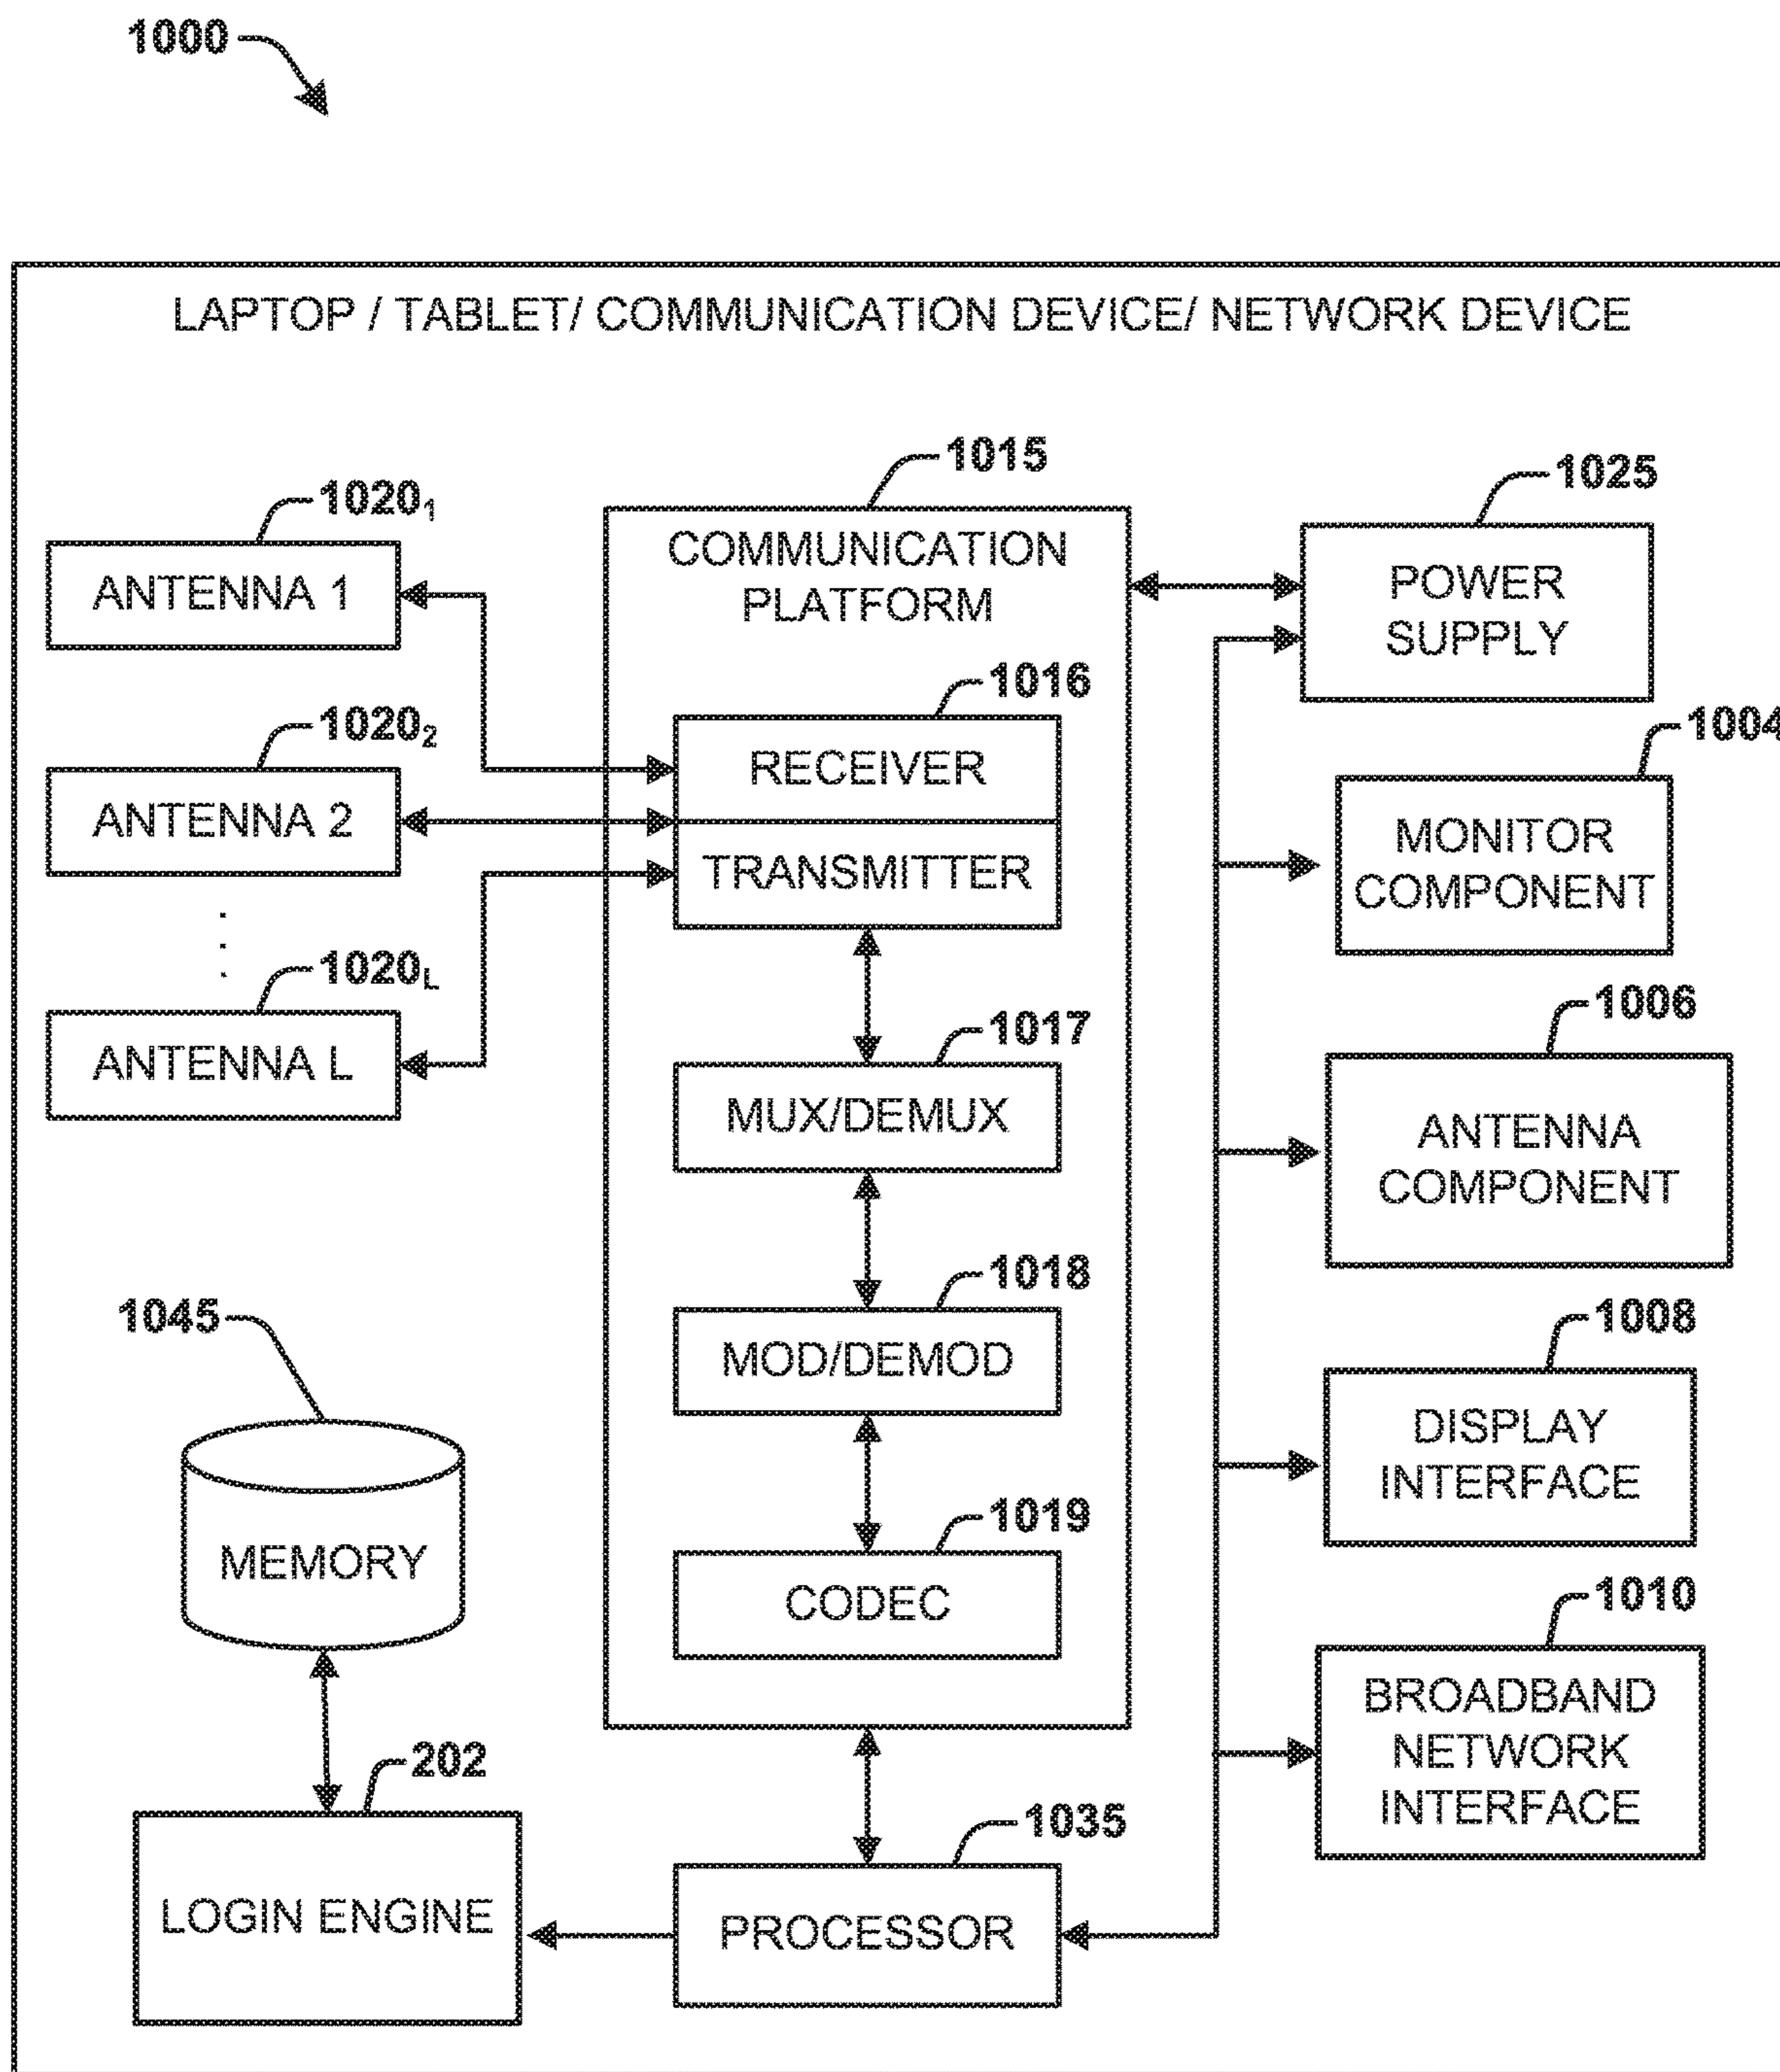 1000
LAPTOP / TABLET/ COMMUNICATION DEVICE/ NETWORK DEVICE
1020₁
ANTENNA 1
1020₂
ANTENNA 2
1020L
ANTENNA L
1015
COMMUNICATION
PLATFORM
1016
RECEIVER
TRANSMITTER
1017
MUX/DEMUX
1018
MOD/DEMOD
1019
CODEC
1025
POWER
SUPPLY
1004
MONITOR
COMPONENT
1006
ANTENNA
COMPONENT
1008
DISPLAY
INTERFACE
1010
BROADBAND
NETWORK
INTERFACE
1045
MEMORY
202
LOGIN ENGINE
1035
PROCESSOR